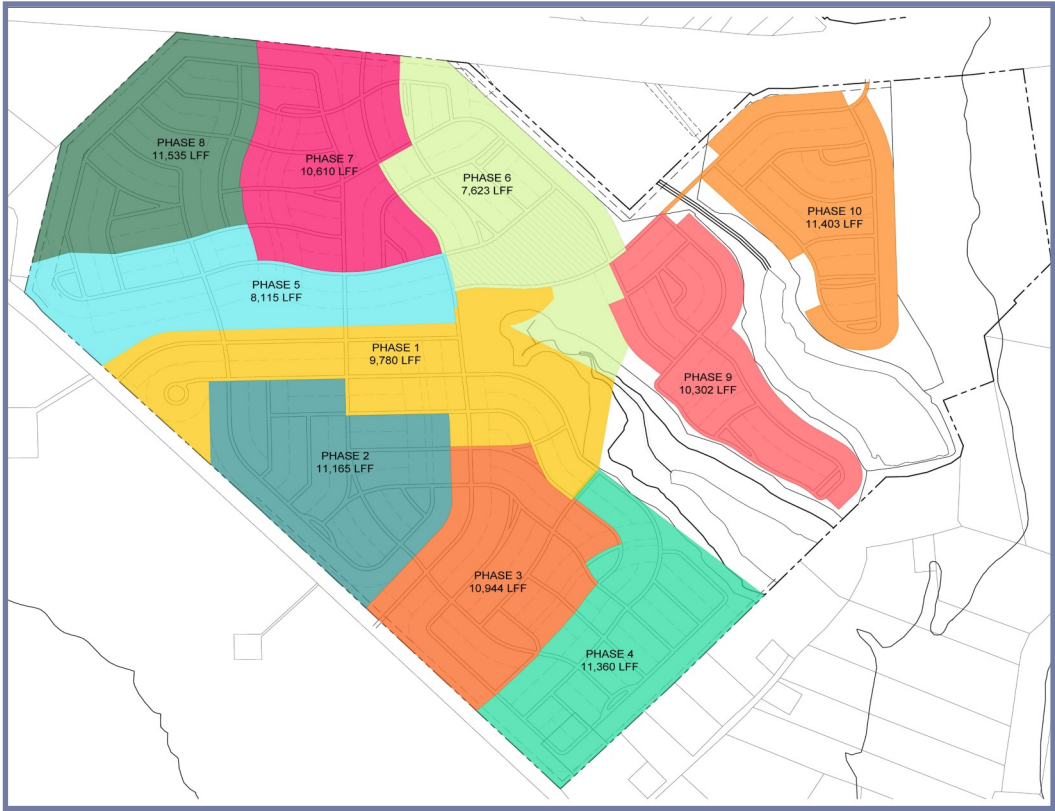 PHASE 8
11,535 LFF
PHASE 7
10,610 LFF
PHASE 6
7,623 LFF
PHASE 10
11,403 LFF
PHASE 5
8,115 LFF
PHASE 1
9,780 LFF
PHASE 9
10,302 LFF
PHASE 2
11,165 LFF
PHASE 3
10,944 LFF
PHASE 4
11,360 LFF